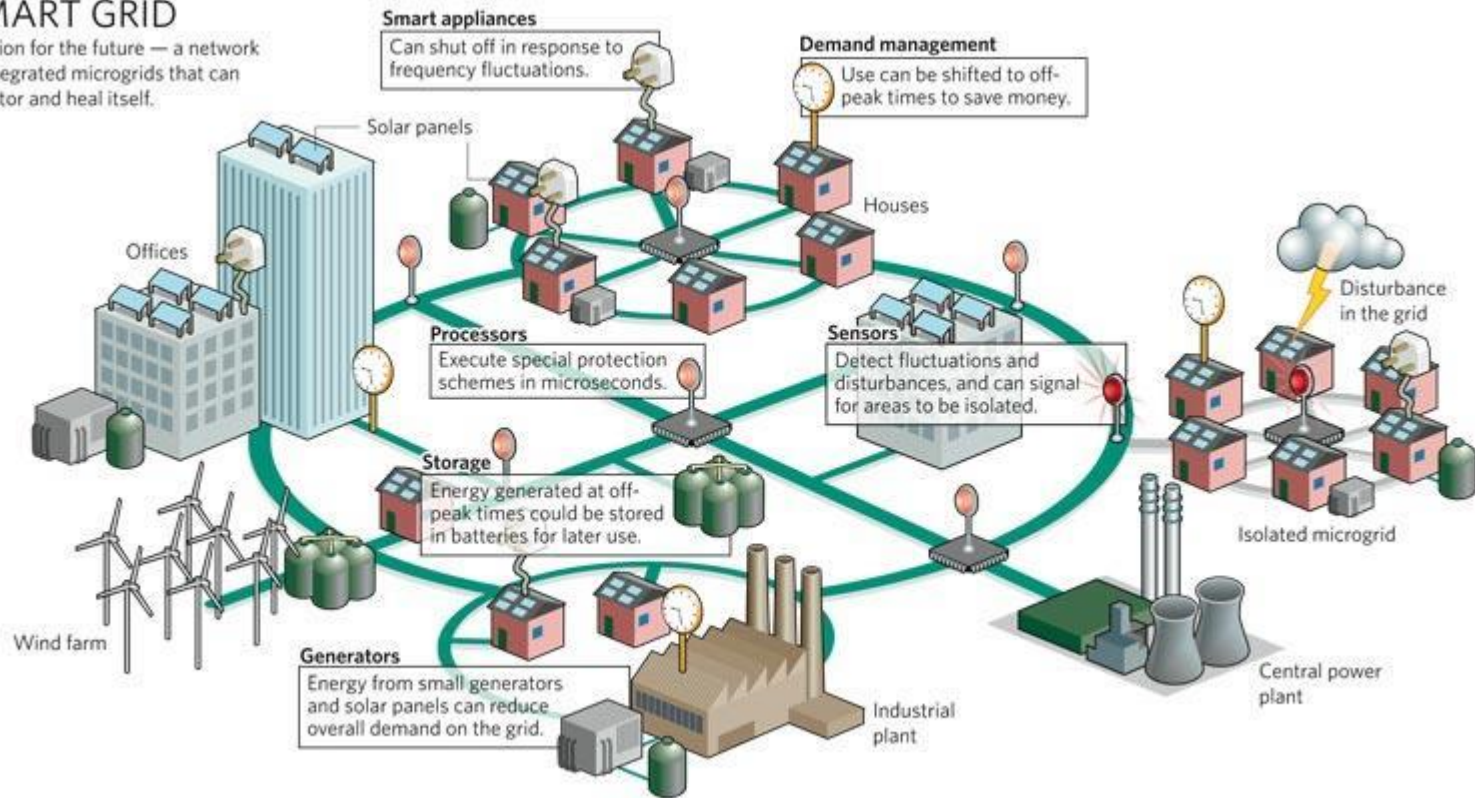 MART GRID
ion for the future — a network
egrated microgrids that can
tor and heal itself.
Smart appliances
Can shut off in response to
frequency fluctuations.
Demand management
Use can be shifted to off-
peak times to save money.
Solar panels
Houses
Offices
Disturbance
in the grid
Processors
Execute special protection
schemes in microseconds.
Sensors
Detect fluctuations and
disturbances, and can signal
for areas to be isolated.
Storage
Energy generated at off-
peak times could be stored
in batteries for later use.
Isolated microgrid
Wind farm
Generators
Energy from small generators
and solar panels can reduce
overall demand on the grid.
Industrial
plant
Central power
plant